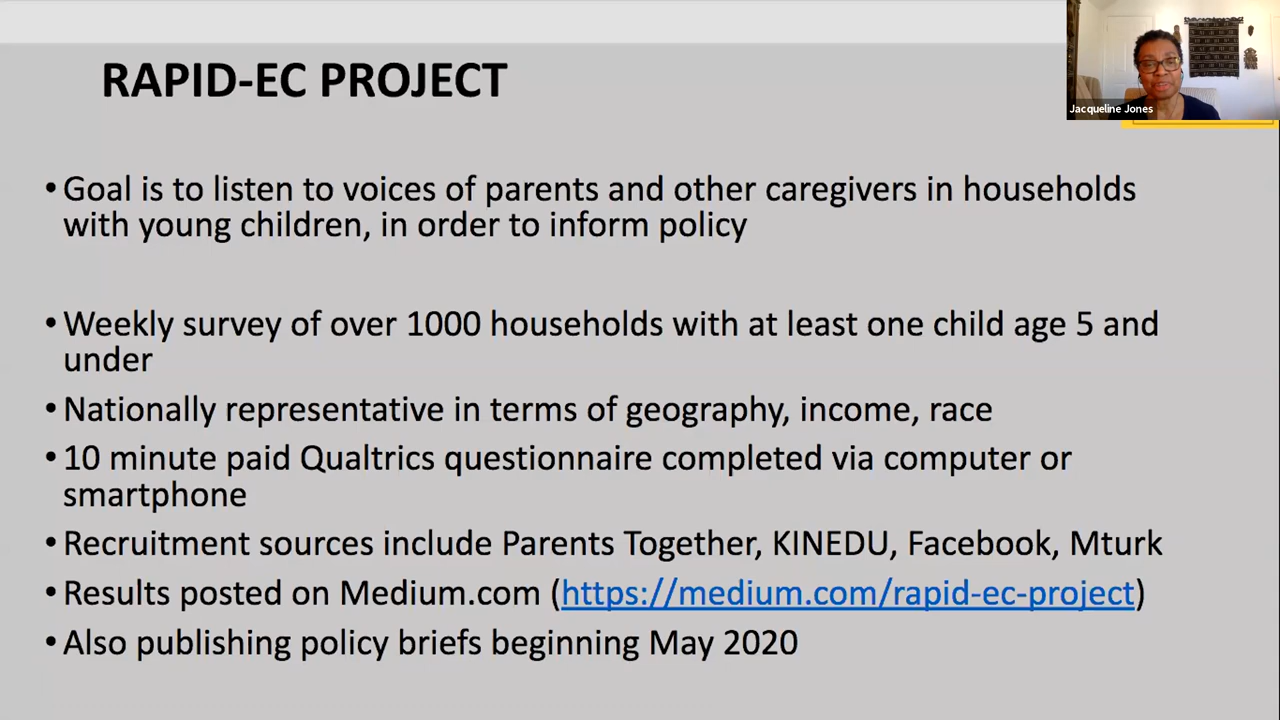 RAPID-EC PROJECT
Jacqueline Jones
•Goal is to listen to voices of parents and other caregivers in households
with young children, in order to inform policy
•Weekly survey of over 1000 households with at least one child age 5 and
under
•Nationally representative in terms of geography, income, race
•10 minute paid Qualtrics questionnaire completed via computer or
smartphone
•Recruitment sources include Parents Together, KINEDU, Facebook, Mturk
•Results posted on Medium.com (https://medium.com/rapid-ec-project)
•Also publishing policy briefs beginning May 2020